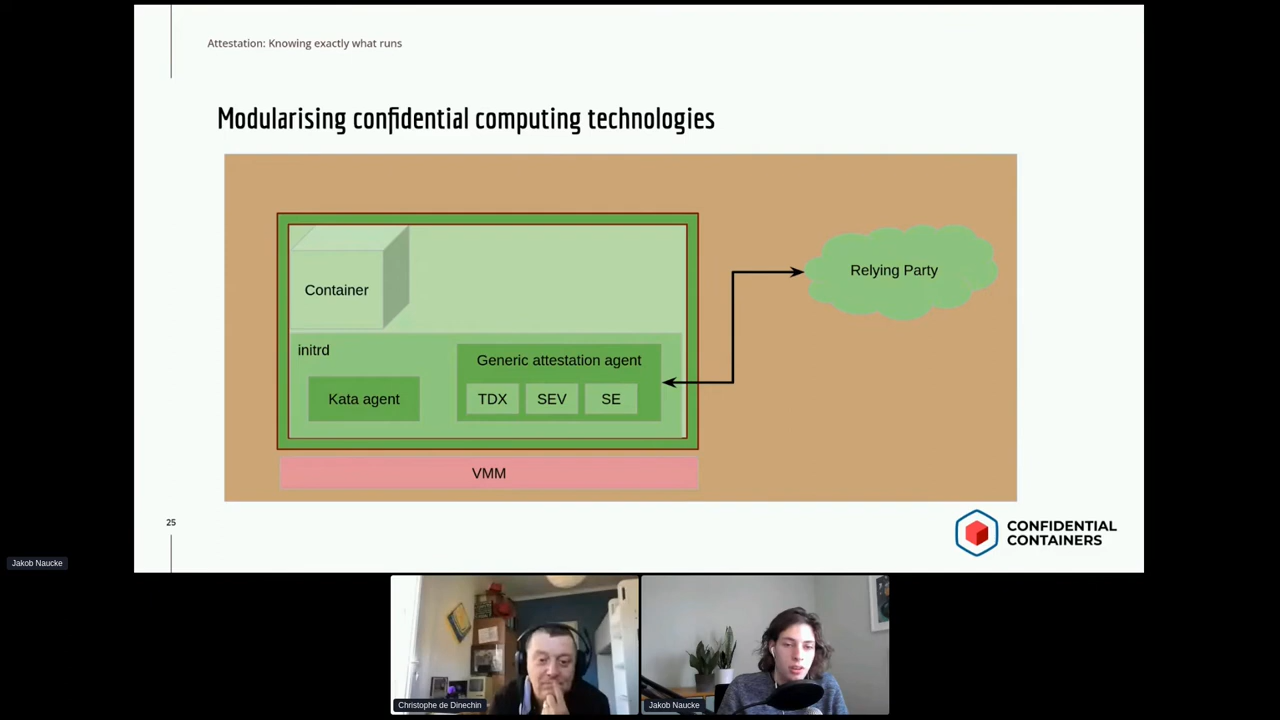 Attestation: Knowing exactly what runs
Modularising confidential computing technologies
Container
Relying Party
initrd
Generic attestation agent
Kata agent
TDX
SEV
SE
VMM
25
CONFIDENTIAL
CONTAINERS
Jakob Naucke
Christophe de Dinechin
Jakob Naucke